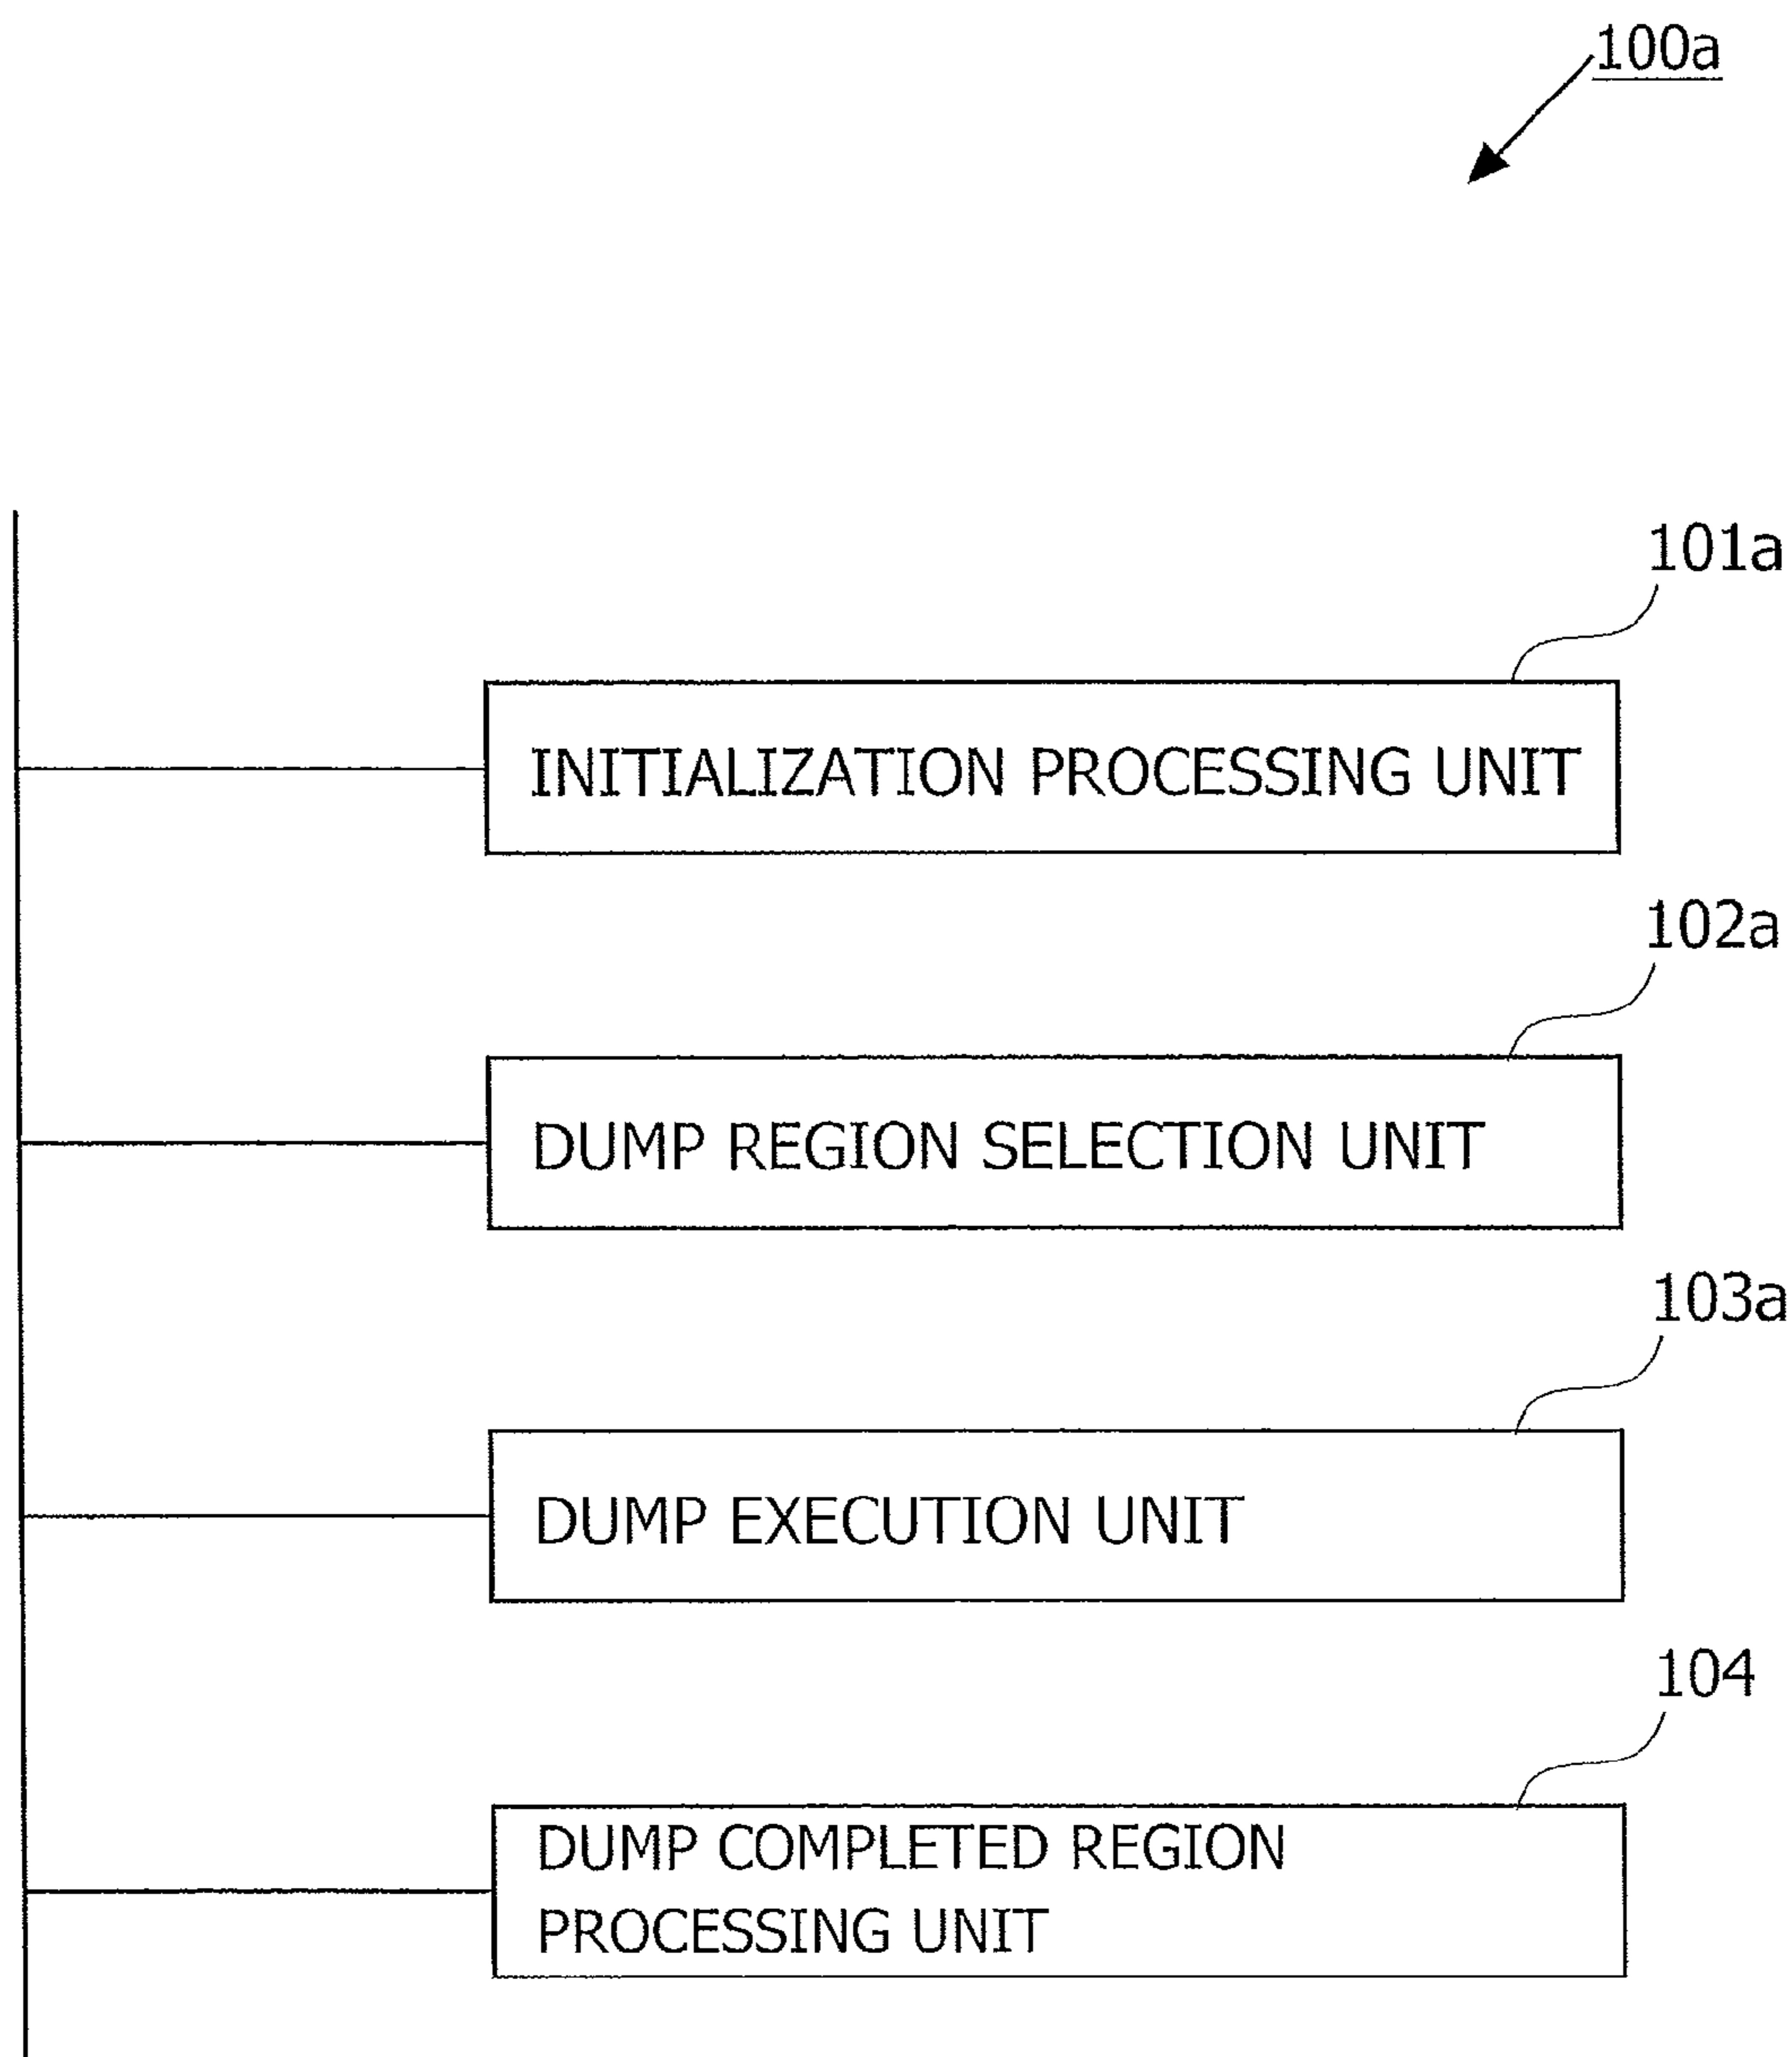 100a
101a
INITIALIZATION PROCESSING UNIT
102a
DUMP REGION SELECTION UNIT
103a
DUMP EXECUTION UNIT
104
DUMP COMPLETED REGION
PROCESSING UNIT